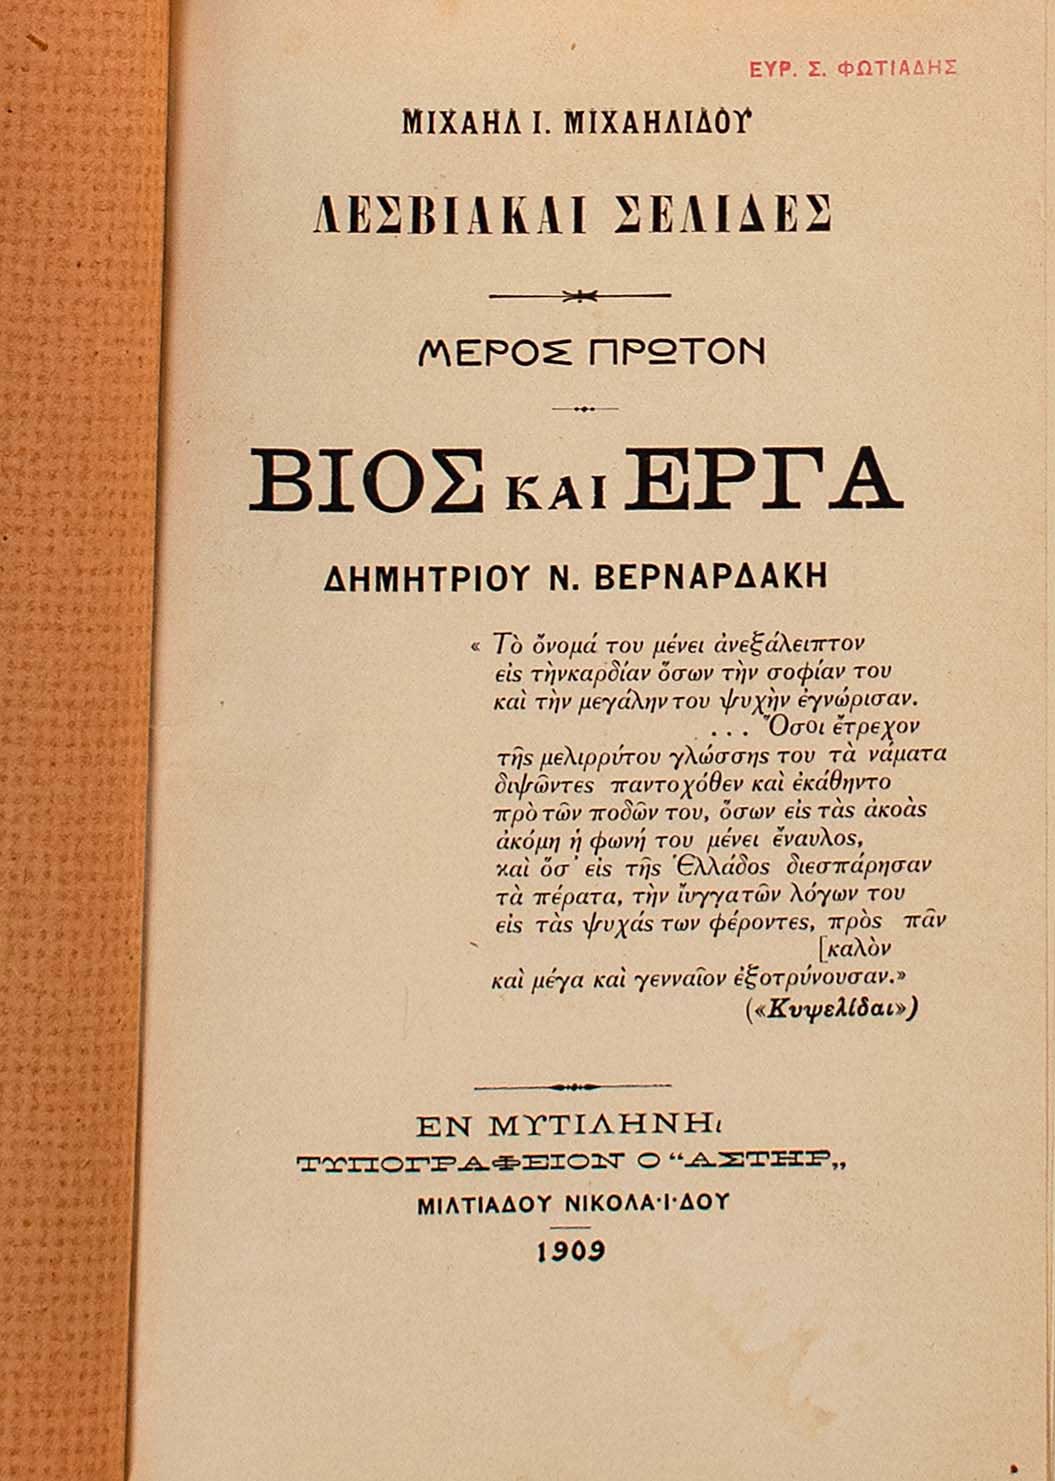 ΕΥΡ. Σ. ΦΩΤΙΑΔΗΣ
ΜΙΧΑΗΛ Ι. ΜΙΧΑΗΛΙΔΟΥ
ΛΕΣΒΙΑΚΑΙ ΣΕΛΙΔΕΣ
ΜΕΡΟΣ ΠΡΩΤΟΝ
ΒΙΟΣ ΚΑΙ ΕΡΓΑ
ΔΗΜΗΤΡΙΟΥ Ν. ΒΕΡΝΑΡΔΑΚΗ
« Τὸ ὄνομά του μένει ἀνεξάλειπτον
εἰς τὴνκαρδίαν ὅσων τὴν σοφίαν του
καὶ τὴν μεγάλην του ψυχὴν ἐγνώρισαν.
... Ὅσοι ἔτρεχον
τῆς μελιρρύτου γλώσσης του τὰ νάματα
διψῶντες παντοχόθεν καὶ ἐκάθηντο
πρὸ τῶν ποδῶν του, ὅσων εἰς τὰς ἀκοὰς
ἀκόμη ἡ φωνή του μένει ἔναυλος,
καὶ ὅσ' εἰς τῆς Ἑλλάδος διεσπάρησαν
τὰ πέρατα, τὴν ἴυγγα τῶν λόγων του
εἰς τὰς ψυχάς των φέροντες, πρὸς πᾶν
[καλὸν
καὶ μέγα καὶ γενναῖον ἐξοτρύνουσαν.»
(«Κυψελίδαι»)
ΕΝ ΜΥΤΙΛΗΝΗι
ΤΥΠΟΓΡΑΦΕΙΟΝ Ο “ΑΣΤΗΡ„
ΜΙΛΤΙΑΔΟΥ ΝΙΚΟΛΑ·Ι·ΔΟΥ
1909